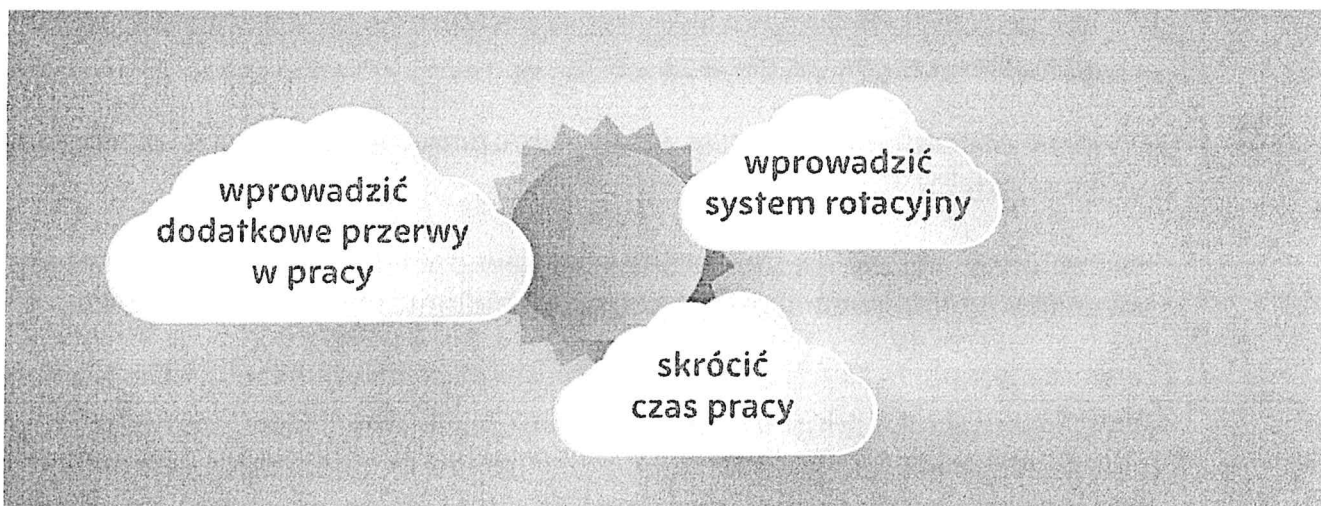 wprowadzić
dodatkowe przerwy
w pracy
wprowadzić
system rotacyjny
skrócić
czas pracy